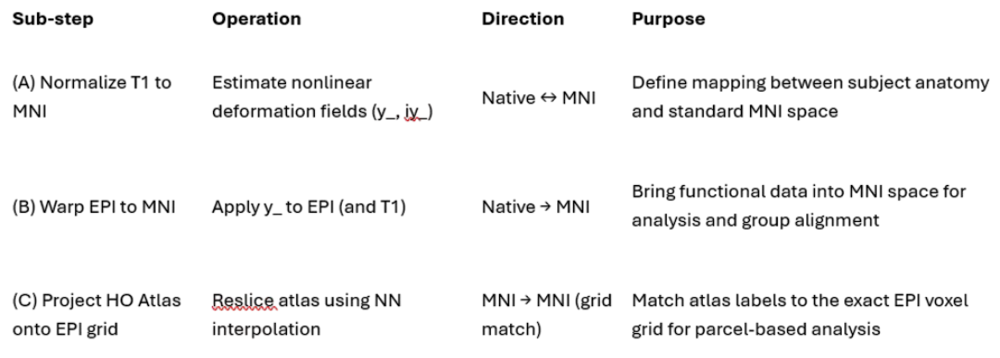 Sub-step Operation Direction Purpose
(A) Normalize T1 to MNI
Estimate nonlinear deformation fields (y_, iy_)
Native ↔ MNI
Define mapping between subject anatomy and standard MNI space
(B) Warp EPI to MNI
Apply y_ to EPI (and T1)
Native → MNI
Bring functional data into MNI space for analysis and group alignment
(C) Project HO Atlas onto EPI grid
Reslice atlas using NN interpolation
MNI → MNI (grid match)
Match atlas labels to the exact EPI voxel grid for parcel-based analysis